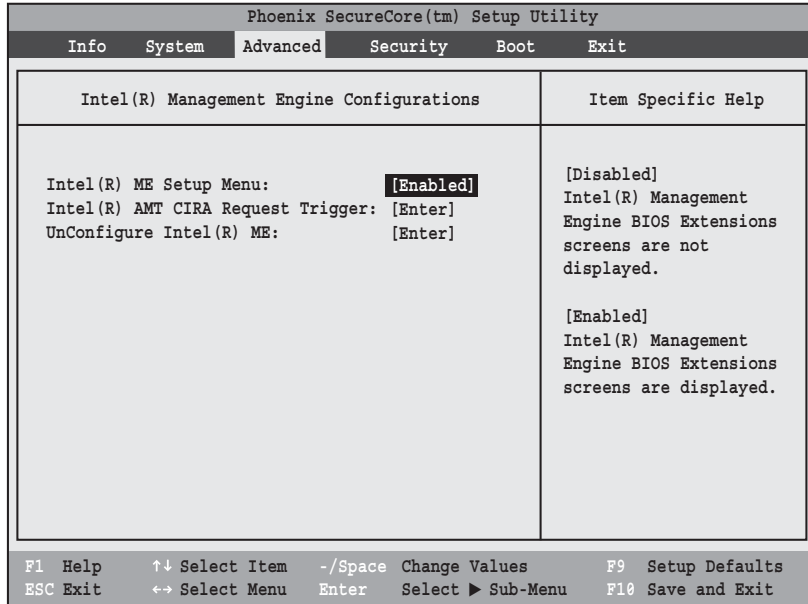 Phoenix SecureCore(tm) Setup Utility
Info System Advanced Security Boot Exit
Intel(R) Management Engine Configurations
Intel(R) ME Setup Menu: [Enabled]
Intel(R) AMT CIRA Request Trigger: [Enter]
UnConfigure Intel(R) ME: [Enter]
Item Specific Help
[Disabled]
Intel(R) Management
Engine BIOS Extensions
screens are not
displayed.
[Enabled]
Intel(R) Management
Engine BIOS Extensions
screens are displayed.
F1 Help ↑↓ Select Item -/Space Change Values F9 Setup Defaults
ESC Exit ←→ Select Menu Enter Select ▶ Sub-Menu F10 Save and Exit